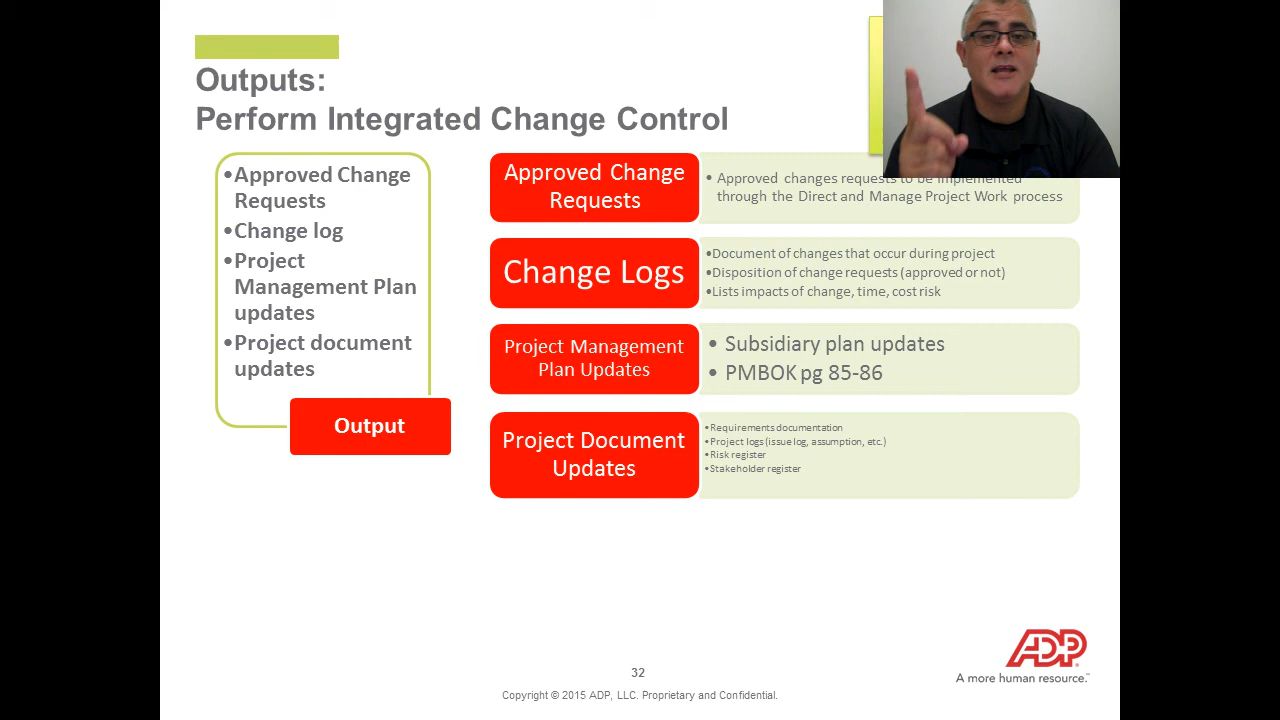 Outputs:
Perform Integrated Change Control
•Approved Change
Requests
•Change log
•Project
Management Plan
updates
•Project document
updates
Output
Approved Change
Requests
• Approved changes requests to be implemented
through the Direct and Manage Project Work process
Change Logs
•Document of changes that occur during project
•Disposition of change requests (approved or not)
•Lists impacts of change, time, cost risk
Project Management
Plan Updates
• Subsidiary plan updates
• PMBOK pg 85-86
Project Document
Updates
•Requirements documentation
•Project logs (issue log, assumption, etc.)
•Risk register
•Stakeholder register
ADP
A more human resource.™
32
Copyright © 2015 ADP, LLC. Proprietary and Confidential.